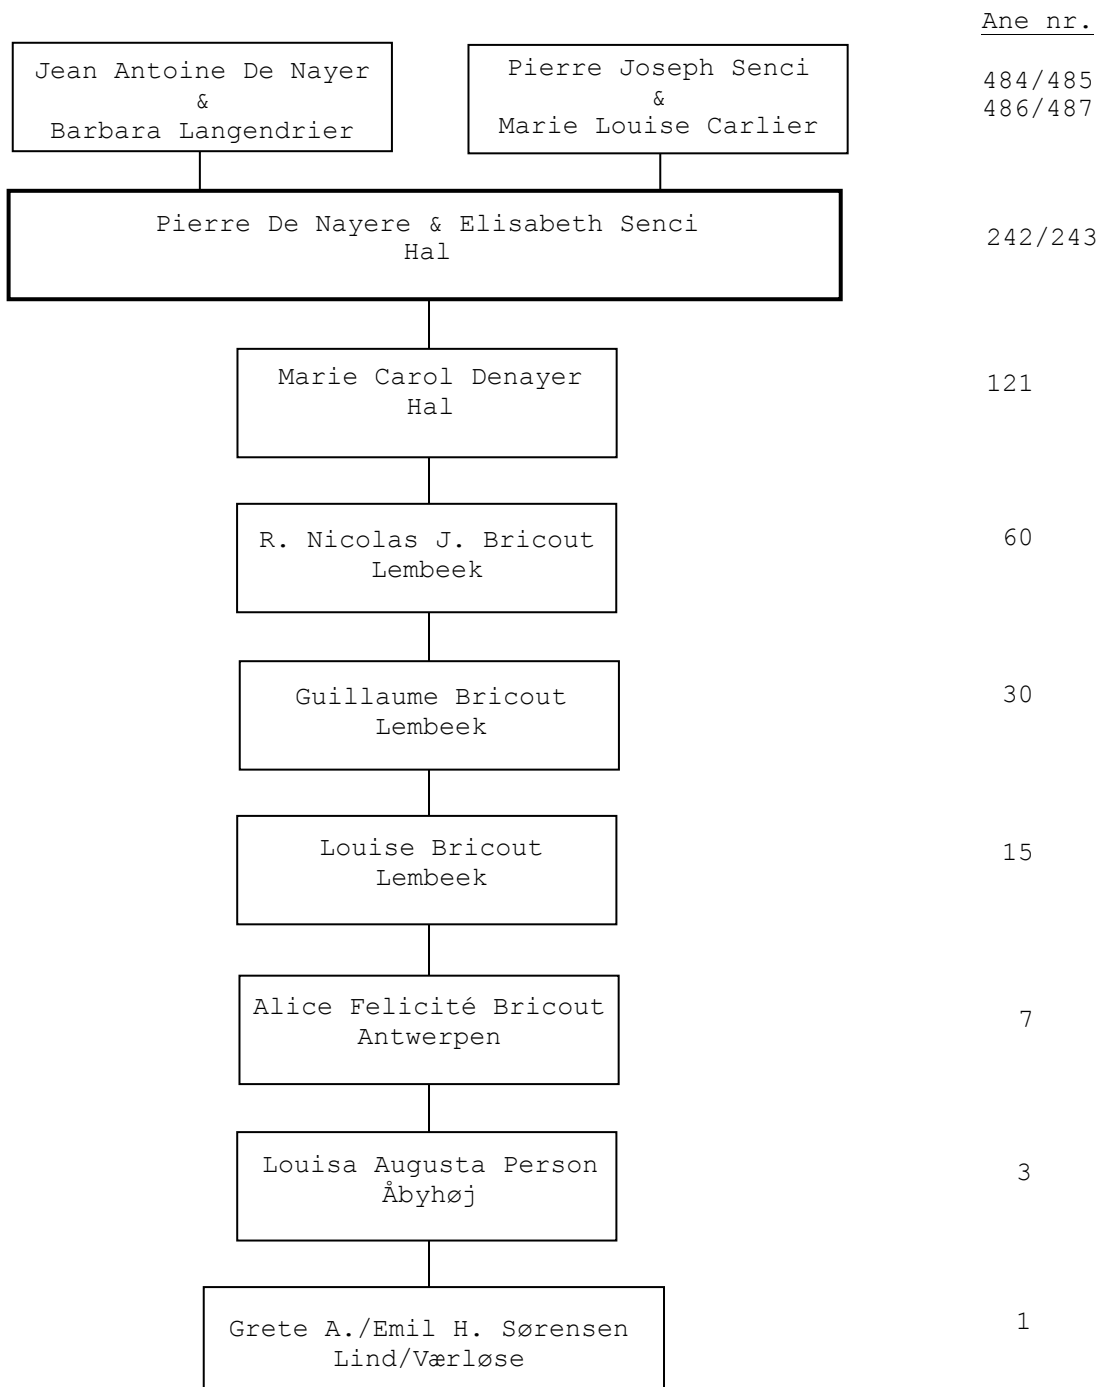 Ane nr.
Jean Antoine De Nayer
&
Barbara Langendrier
Pierre Joseph Senci
&
Marie Louise Carlier
484/485
486/487
Pierre De Nayere & Elisabeth Senci
Hal
242/243
Marie Carol Denayer
Hal
121
R. Nicolas J. Bricout
Lembeek
60
Guillaume Bricout
Lembeek
30
Louise Bricout
Lembeek
15
Alice Felicité Bricout
Antwerpen
7
Louisa Augusta Person
Åbyhøj
3
Grete A./Emil H. Sørensen
Lind/Værløse
1